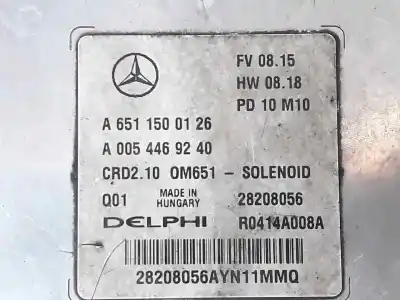 FV 08.15
HW 08.18
PD 10 M10
A 651 150 01 26
A 005 446 92 40
CRD2.10 OM651 - SOLENOID
Q01 MADE IN HUNGARY 28208056
DELPHI R0414A008A
28208056AYN11MMQ